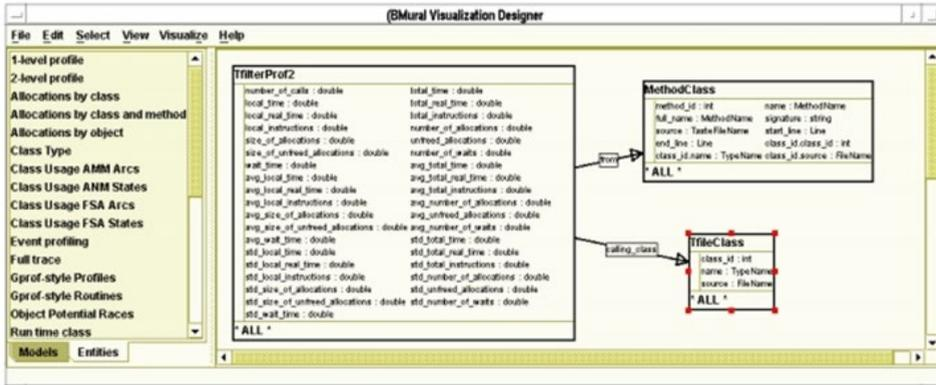 (BMural Visualization Designer
File Edit Select View Visualize Help
1-level profile
2-level profile
Allocations by class
Allocations by class and method
Allocations by object
Class Type
Class Usage AMM Arcs
Class Usage ANM States
Class Usage FSA Arcs
Class Usage FSA States
Event profiling
Full trace
Gprof-style Profiles
Gprof-style Routines
Object Potential Races
Run time class
Models Entities
TfilterProf2
number_of_calls : double total_time : double
local_time : double total_real_time : double
local_real_time : double total_instructions : double
local_instructions : double number_of_allocations : double
size_of_allocations : double unfreed_allocations : double
size_of_unfreed_allocations : double number_of_waits : double
wait_time : double avg_total_time : double
avg_local_time : double avg_total_real_time : double
avg_local_real_time : double avg_total_instructions : double
avg_local_instructions : double avg_number_of_allocations : double
avg_size_of_allocations : double avg_unfreed_allocations : double
avg_size_of_unfreed_allocations : double avg_number_of_waits : double
avg_wait_time : double std_total_time : double
std_local_time : double std_total_real_time : double
std_local_real_time : double std_total_instructions : double
std_local_instructions : double std_number_of_allocations : double
std_size_of_allocations : double std_unfreed_allocations : double
std_size_of_unfreed_allocations : double std_number_of_waits : double
std_wait_time : double
* ALL *
from
calling_class
MethodClass
method_id : int name : MethodName
full_name : MethodName signature : string
source : TasteFileName start_line : Line
end_line : Line class_id.class_id : int
class_id.name : TypeName class_id.source : FileName
* ALL *
TfileClass
class_id : int
name : TypeName
source : FileName
* ALL *